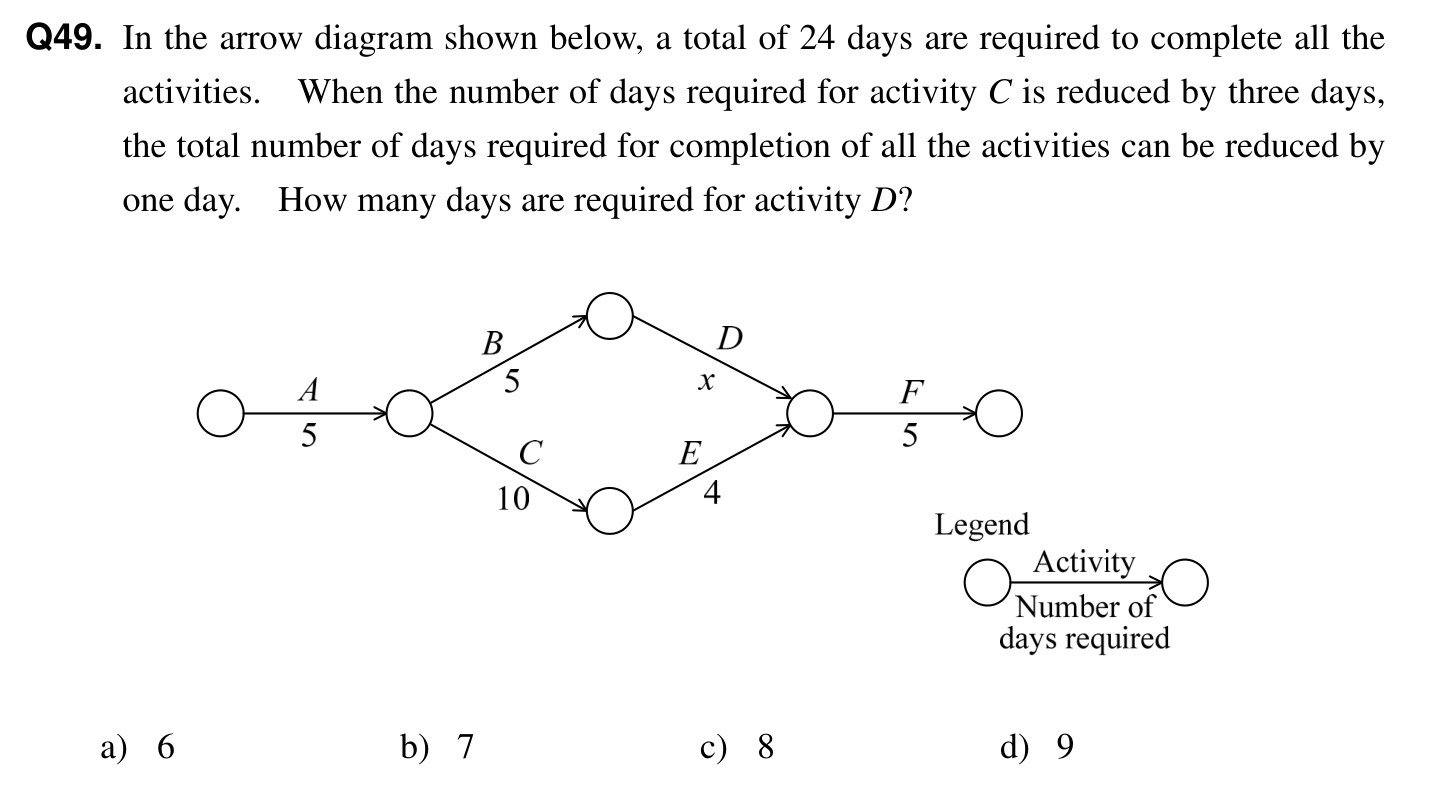 Q49. In the arrow diagram shown below, a total of 24 days are required to complete all the
activities. When the number of days required for activity C is reduced by three days,
the total number of days required for completion of all the activities can be reduced by
one day. How many days are required for activity D?
B
5
D
x
A
5
F
5
C
10
E
4
Legend
Activity
Number of
days required
a) 6 b) 7 c) 8 d) 9